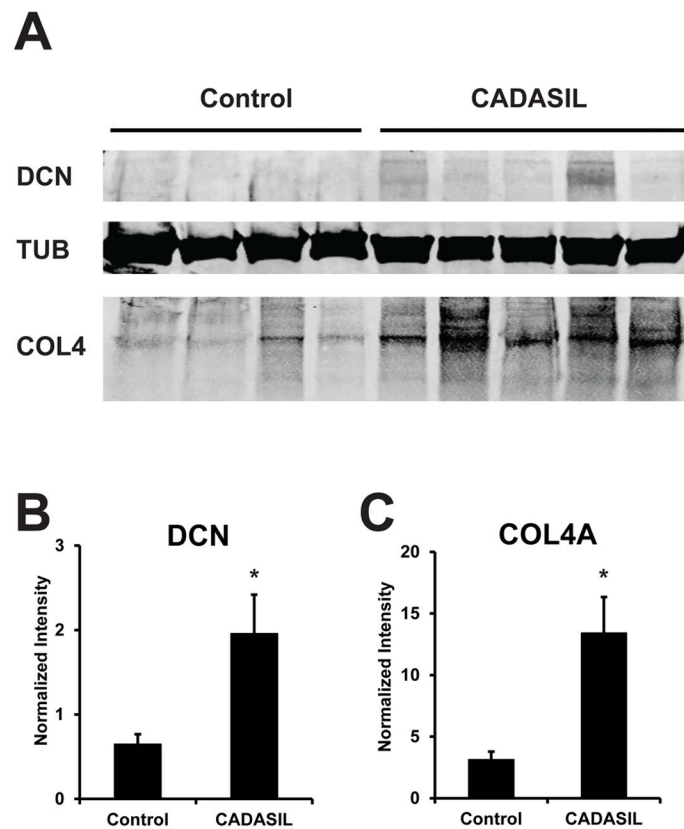 A
Control CADASIL
DCN
TUB
COL4
B
DCN
3
2
1
0
Normalized Intensity
*
Control CADASIL
C
COL4A
20
15
10
5
0
Normalized Intensity
*
Control CADASIL